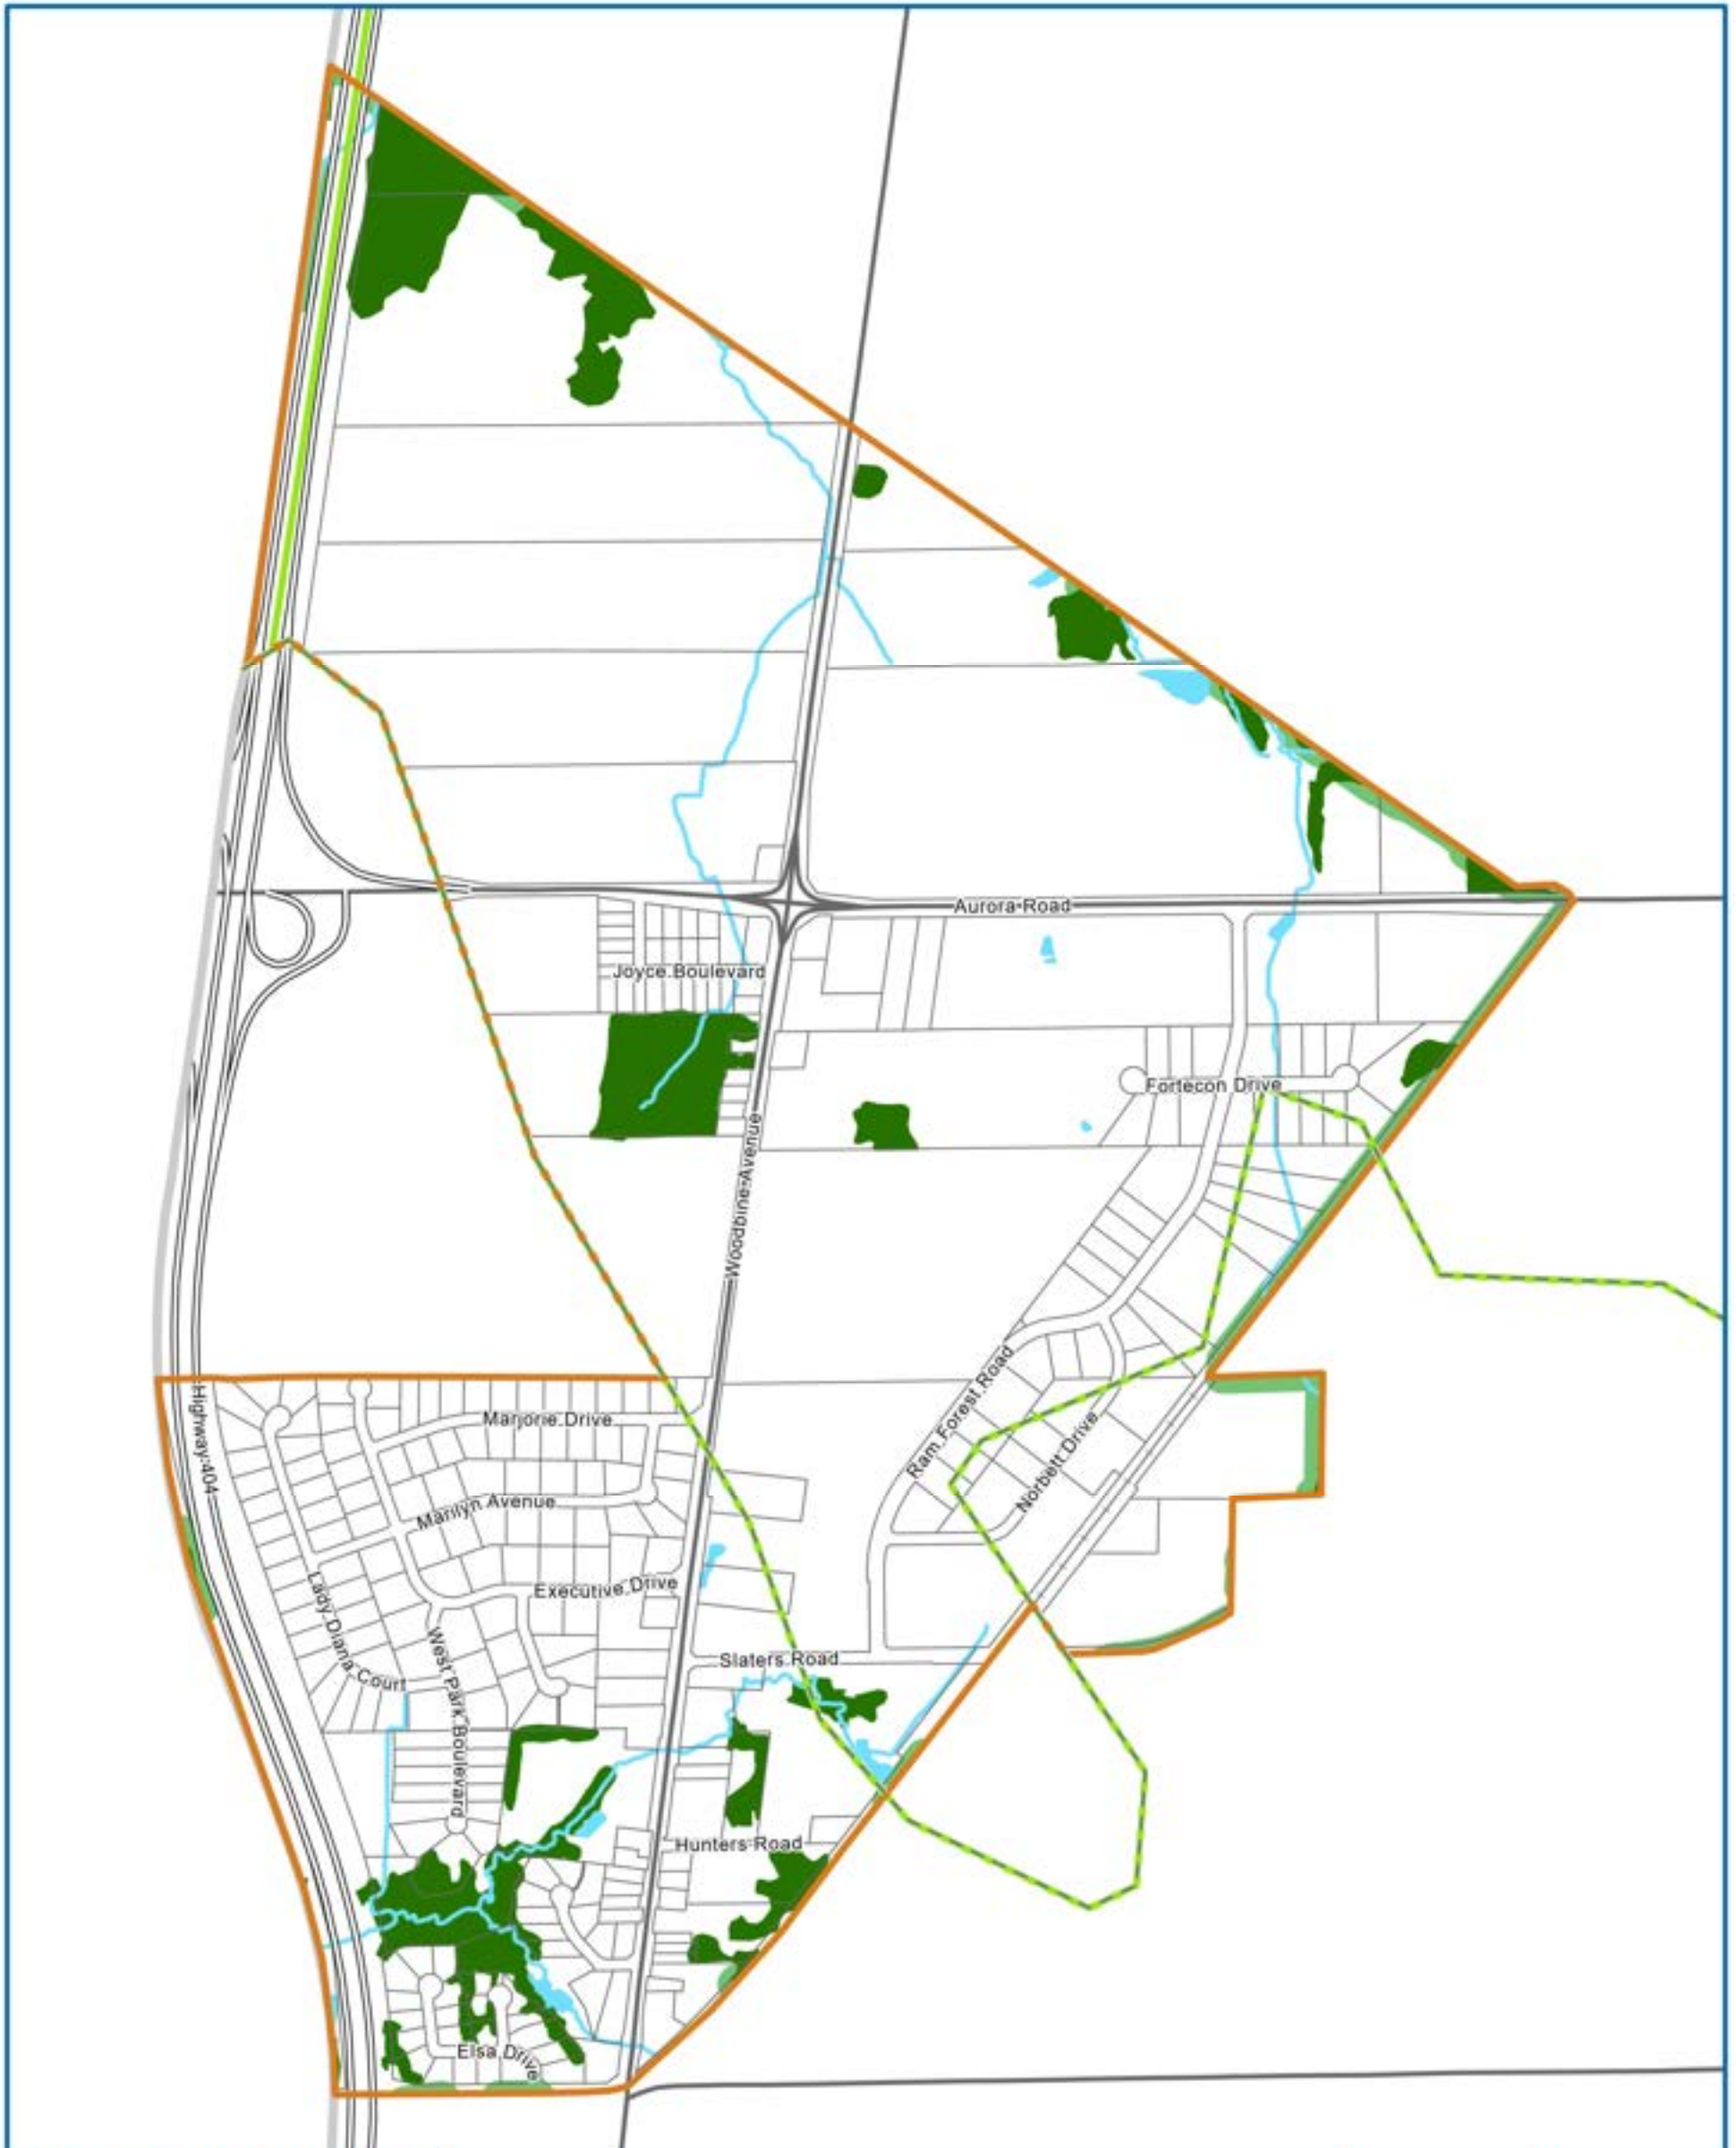 Aurora Road
Joyce Boulevard
Fortecon Drive
Woodbine Avenue
Ram Forest Road
Highway 404
Marjorie Drive
Norbett Drive
Marilyn Avenue
Executive Drive
Lady Diana Court
West Park Boulevard
Slaters Road
Hunters Road
Elsa Drive